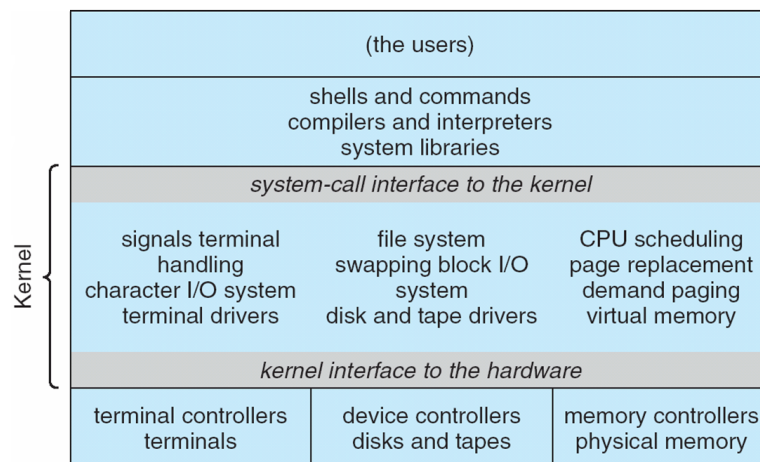 (the users)
shells and commands
compilers and interpreters
system libraries
Kernel
system-call interface to the kernel
signals terminal
handling
character I/O system
terminal drivers
file system
swapping block I/O
system
disk and tape drivers
CPU scheduling
page replacement
demand paging
virtual memory
kernel interface to the hardware
terminal controllers
terminals
device controllers
disks and tapes
memory controllers
physical memory